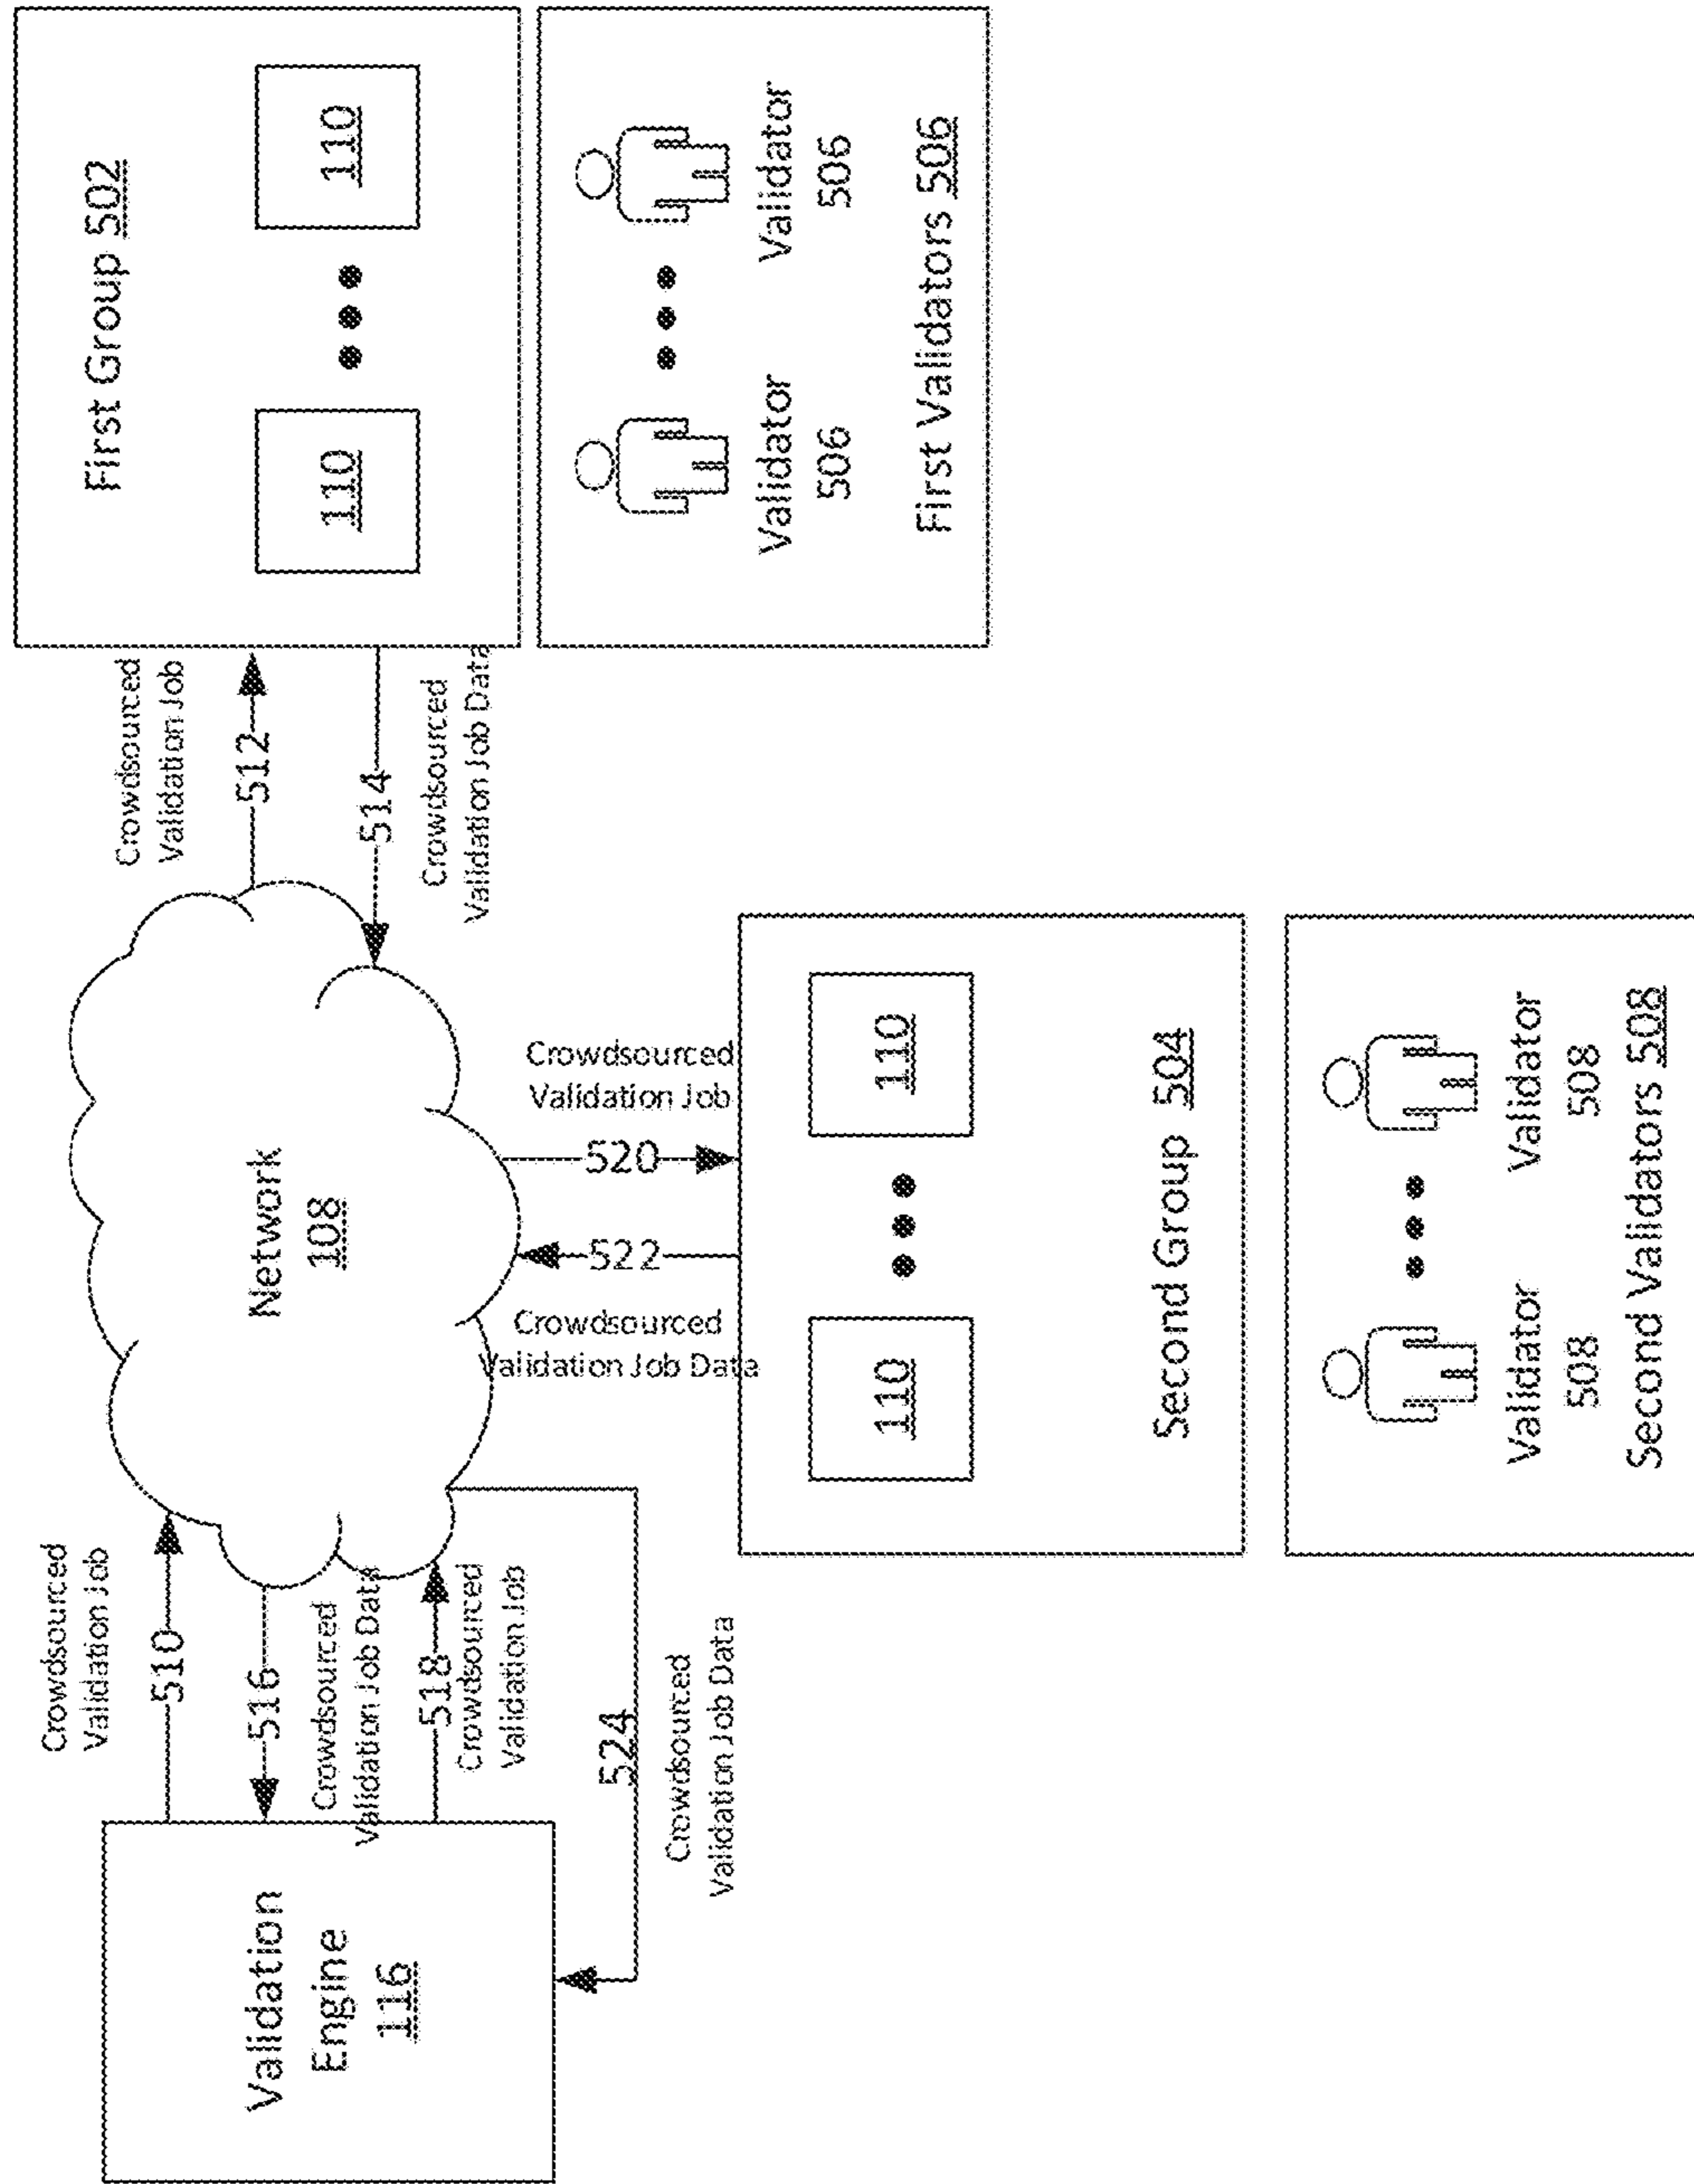 Validation
Engine
116
Crowdsourced
Validation Job
510
516
Crowdsourced
Validation Job Data
518
Crowdsourced
Validation Job
524
Crowdsourced
Validation Job Data
Network
108
Crowdsourced
Validation Job
512
514
Crowdsourced
Validation Job Data
Crowdsourced
Validation Job
520
522
Crowdsourced
Validation Job Data
First Group 502
110
110
Validator
506
Validator
506
First Validators 506
110
110
Second Group 504
Validator
508
Validator
508
Second Validators 508